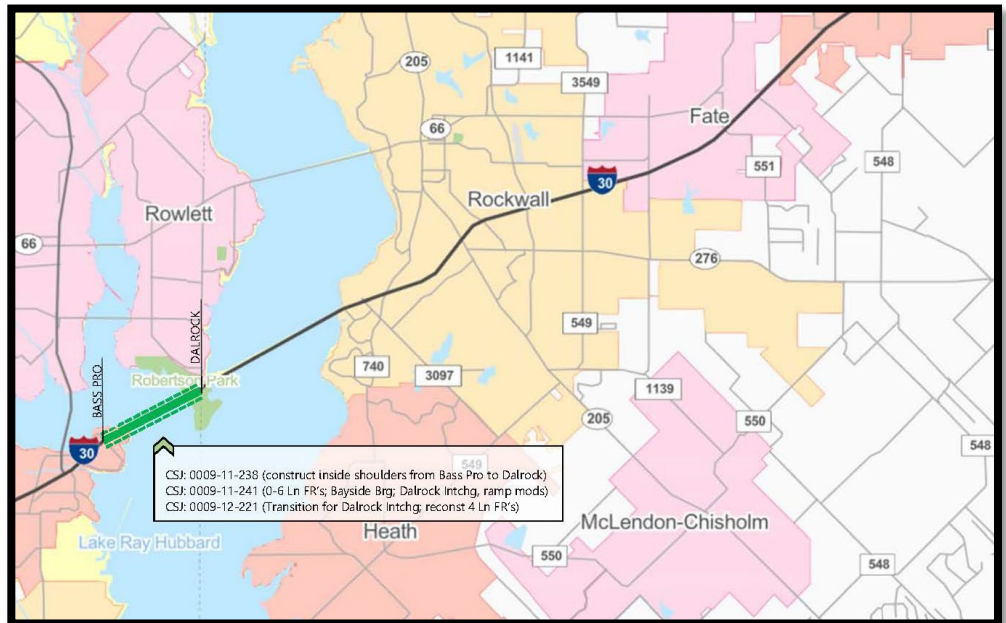 205
1141
3549
66
Fate
551
548
30
Rockwall
Rowlett
66
276
DALROCK
549
740
3097
Robertson Park
1139
BASS PRO
205
550
548
30
549
CSJ: 0009-11-238 (construct inside shoulders from Bass Pro to Dalrock)
CSJ: 0009-11-241 (0-6 Ln FR's; Bayside Brg; Dalrock Intchg, ramp mods)
CSJ: 0009-12-221 (Transition for Dalrock Intchg; reconst 4 Ln FR's)
McLendon-Chisholm
Heath
Lake Ray Hubbard
550
548